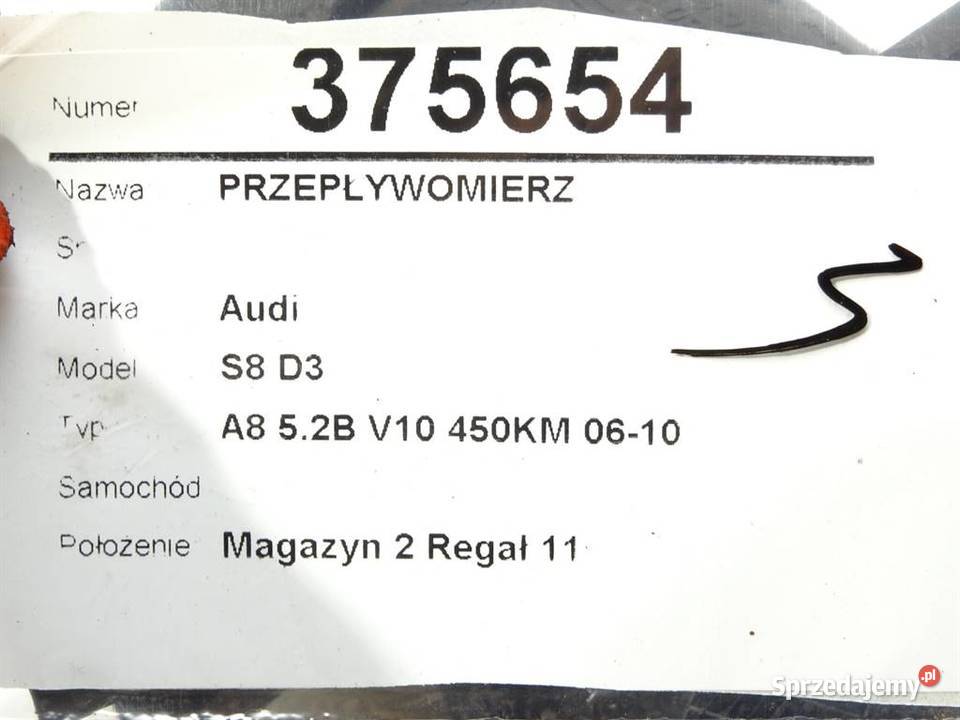 Numer 375654
Nazwa PRZEPŁYWOMIERZ
Marka Audi
Model S8 D3
Typ A8 5.2B V10 450KM 06-10
Samochód
Położenie Magazyn 2 Regał 11
Sprzedajemy.pl